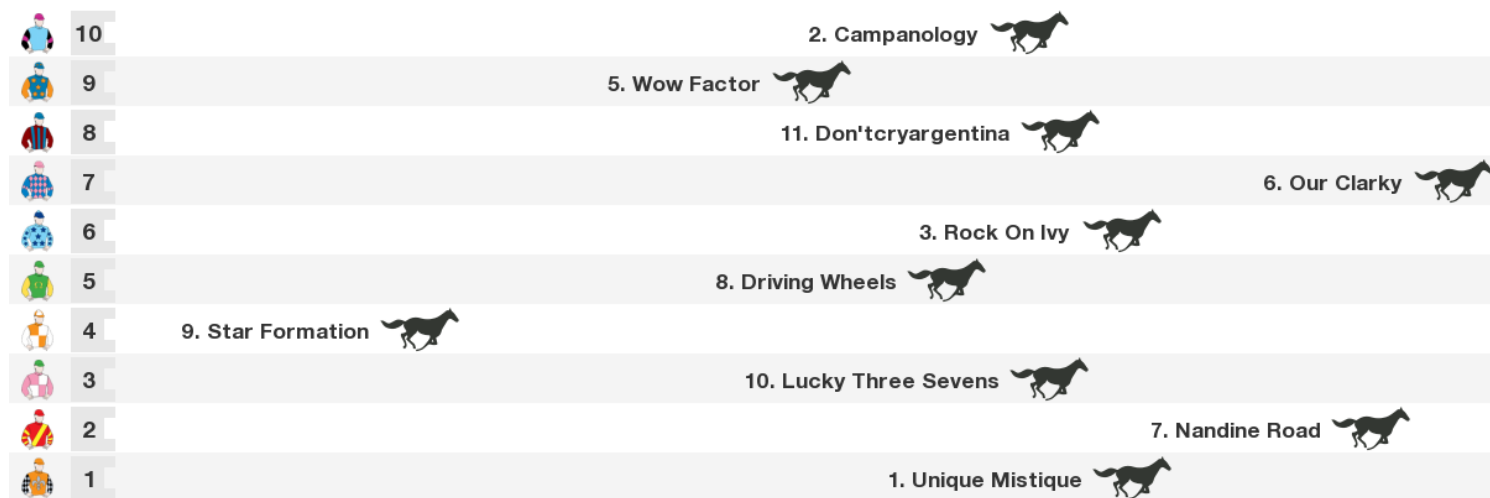 10 2. Campanology
9 5. Wow Factor
8 11. Don'tcryargentina
7 6. Our Clarky
6 3. Rock On Ivy
5 8. Driving Wheels
4 9. Star Formation
3 10. Lucky Three Sevens
2 7. Nandine Road
1 1. Unique Mistique